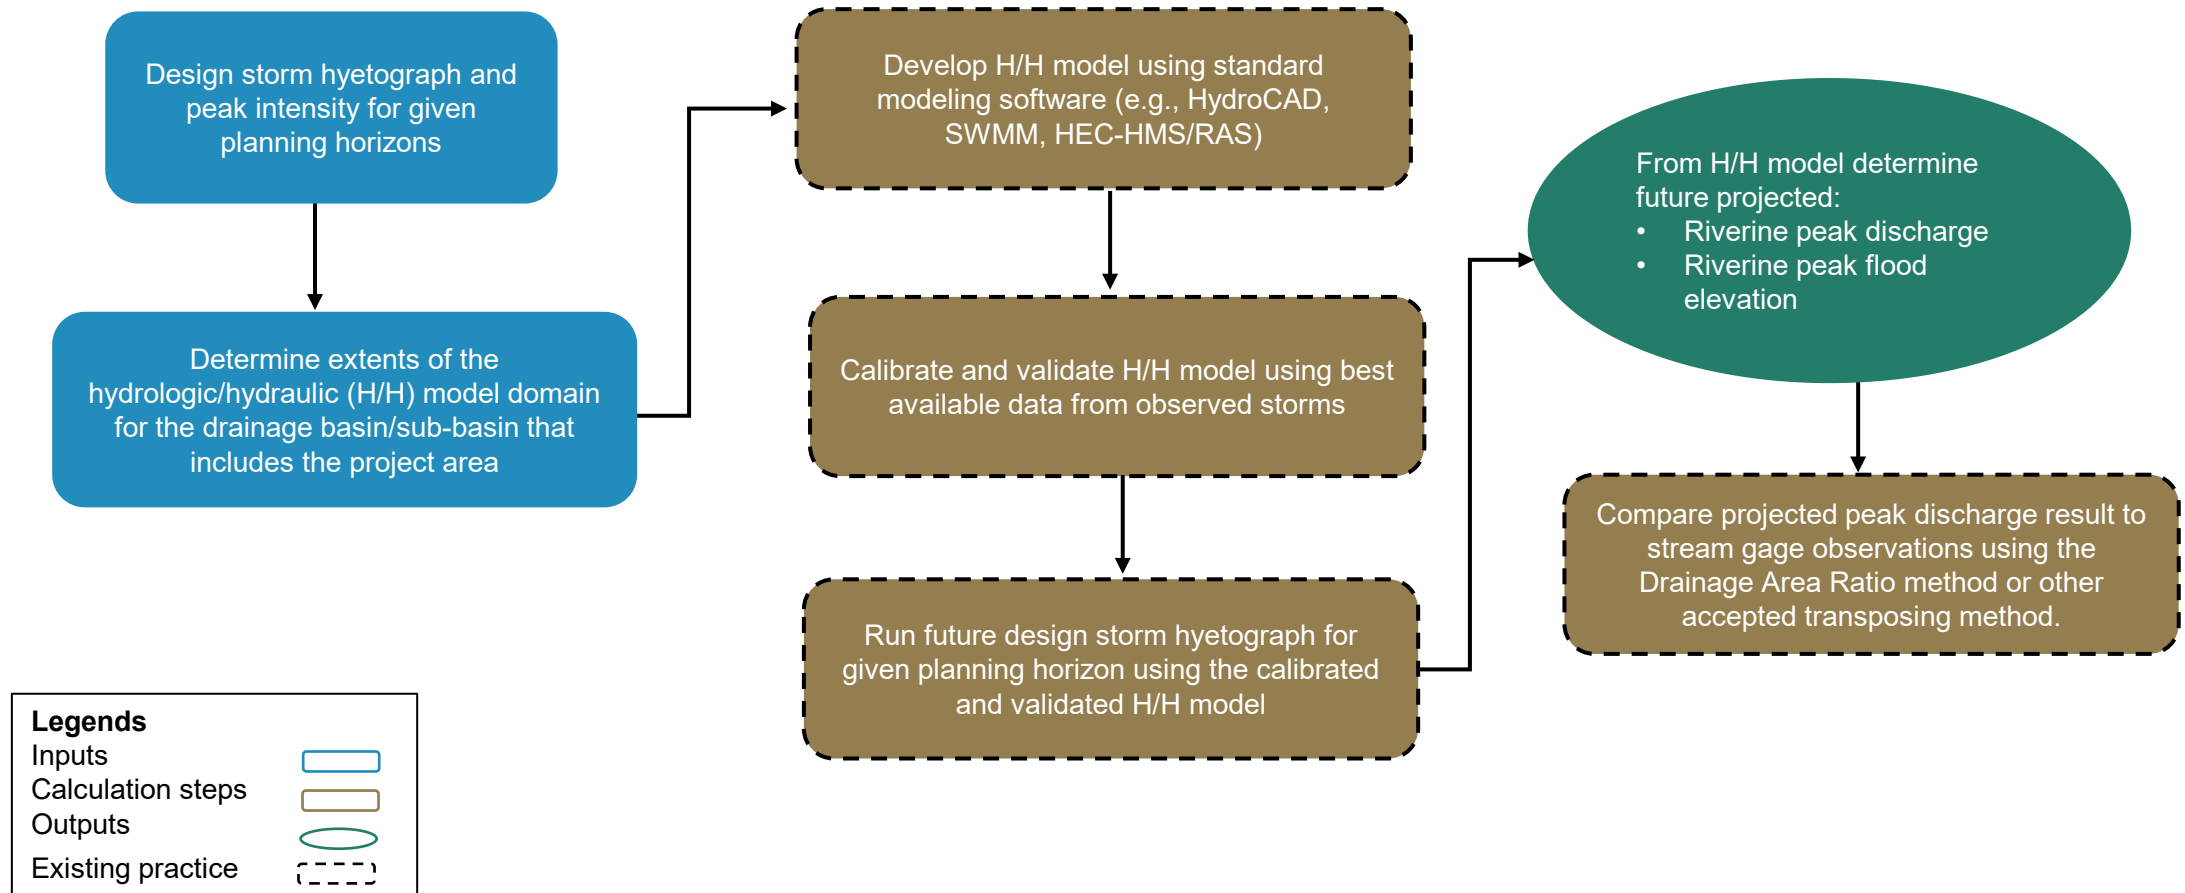 Design storm hyetograph and
peak intensity for given
planning horizons
Determine extents of the
hydrologic/hydraulic (H/H) model domain
for the drainage basin/sub-basin that
includes the project area
Develop H/H model using standard
modeling software (e.g., HydroCAD,
SWMM, HEC-HMS/RAS)
Calibrate and validate H/H model using best
available data from observed storms
Run future design storm hyetograph for
given planning horizon using the calibrated
and validated H/H model
From H/H model determine
future projected:
• Riverine peak discharge
• Riverine peak flood
elevation
Compare projected peak discharge result to
stream gage observations using the
Drainage Area Ratio method or other
accepted transposing method.
Legends
Inputs
Calculation steps
Outputs
Existing practice